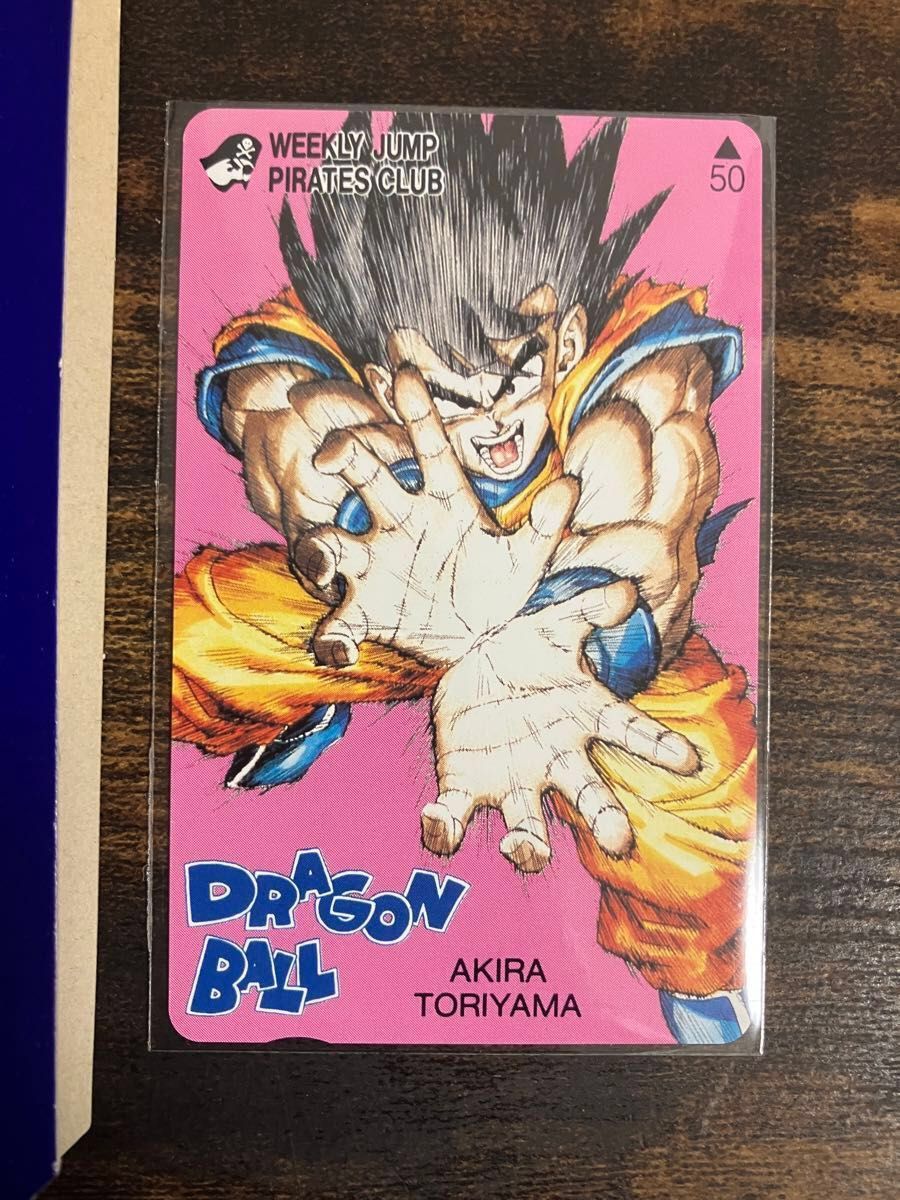 WEEKLY JUMP
PIRATES CLUB
50
DRAGON
BALL
AKIRA
TORIYAMA